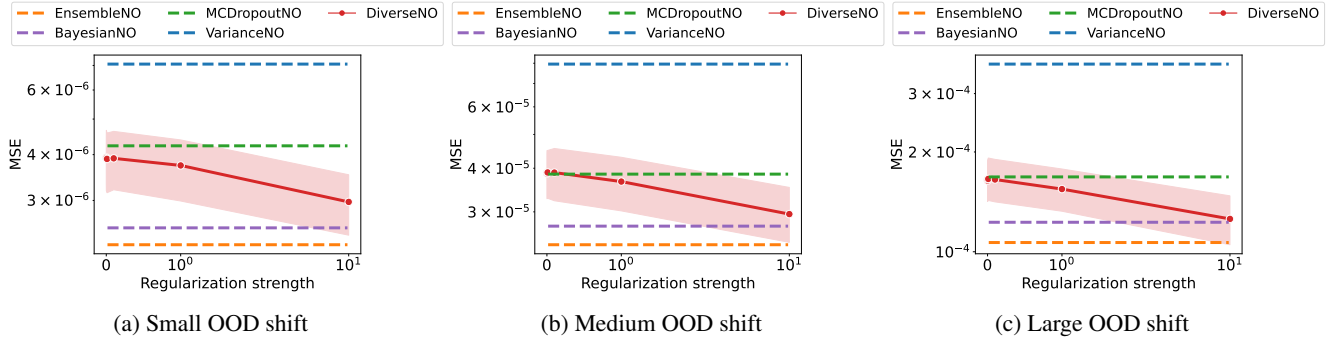 EnsembleNO MCDropoutNO DiverseNO
BayesianNO VarianceNO
MSE
6 × 10⁻⁶
4 × 10⁻⁶
3 × 10⁻⁶
0 10⁰ 10¹
Regularization strength
(a) Small OOD shift
EnsembleNO MCDropoutNO DiverseNO
BayesianNO VarianceNO
MSE
6 × 10⁻⁵
4 × 10⁻⁵
3 × 10⁻⁵
0 10⁰ 10¹
Regularization strength
(b) Medium OOD shift
EnsembleNO MCDropoutNO DiverseNO
BayesianNO VarianceNO
MSE
3 × 10⁻⁴
2 × 10⁻⁴
10⁻⁴
0 10⁰ 10¹
Regularization strength
(c) Large OOD shift